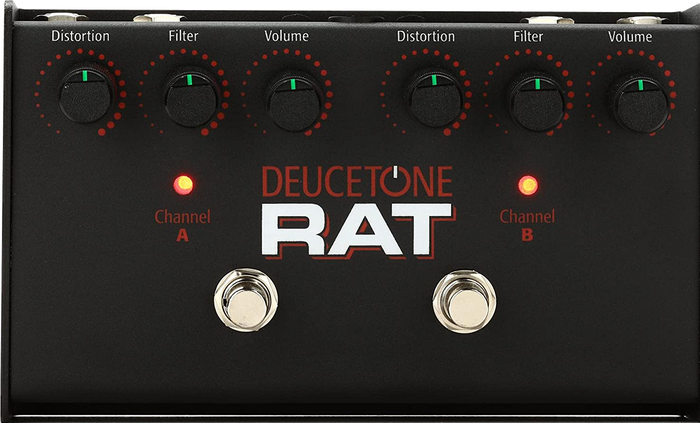 Distortion Filter Volume Distortion Filter Volume
DEUCETONE
RAT
Channel
A
Channel
B